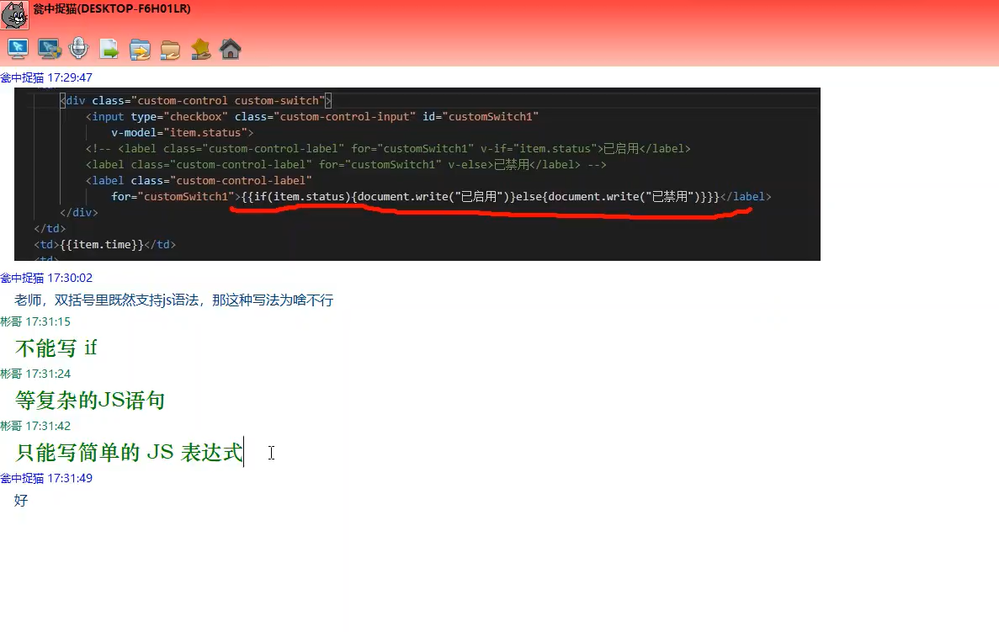 瓮中捉猫(DESKTOP-F6H01LR)
瓮中捉猫 17:29:47
<div class="custom-control custom-switch">
<input type="checkbox" class="custom-control-input" id="customSwitch1"
v-model="item.status">
<!-- <label class="custom-control-label" for="customSwitch1" v-if="item.status">已启用</label>
<label class="custom-control-label" for="customSwitch1" v-else>已禁用</label> -->
<label class="custom-control-label"
for="customSwitch1">{{if(item.status){document.write("已启用")}else{document.write("已禁用")}}}</label>
</div>
</td>
<td>{{item.time}}</td>
瓮中捉猫 17:30:02
老师，双括号里既然支持js语法，那这种写法为啥不行
彬哥 17:31:15
不能写 if
彬哥 17:31:24
等复杂的JS语句
彬哥 17:31:42
只能写简单的 JS 表达式
瓮中捉猫 17:31:49
好